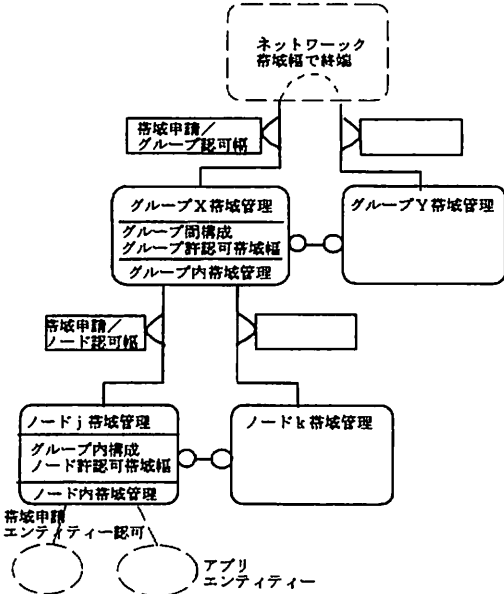 ネットワーック
帯域幅で終端
帯域申請／
グループ認可幅
グループX帯域管理
グループ間構成
グループ許認可帯域幅
グループ内帯域管理
グループY帯域管理
帯域申請／
ノード認可幅
ノードj帯域管理
グループ内構成
ノード許認可帯域幅
ノード内帯域管理
ノードk帯域管理
帯域申請
エンティティー認可
アプリ
エンティティー